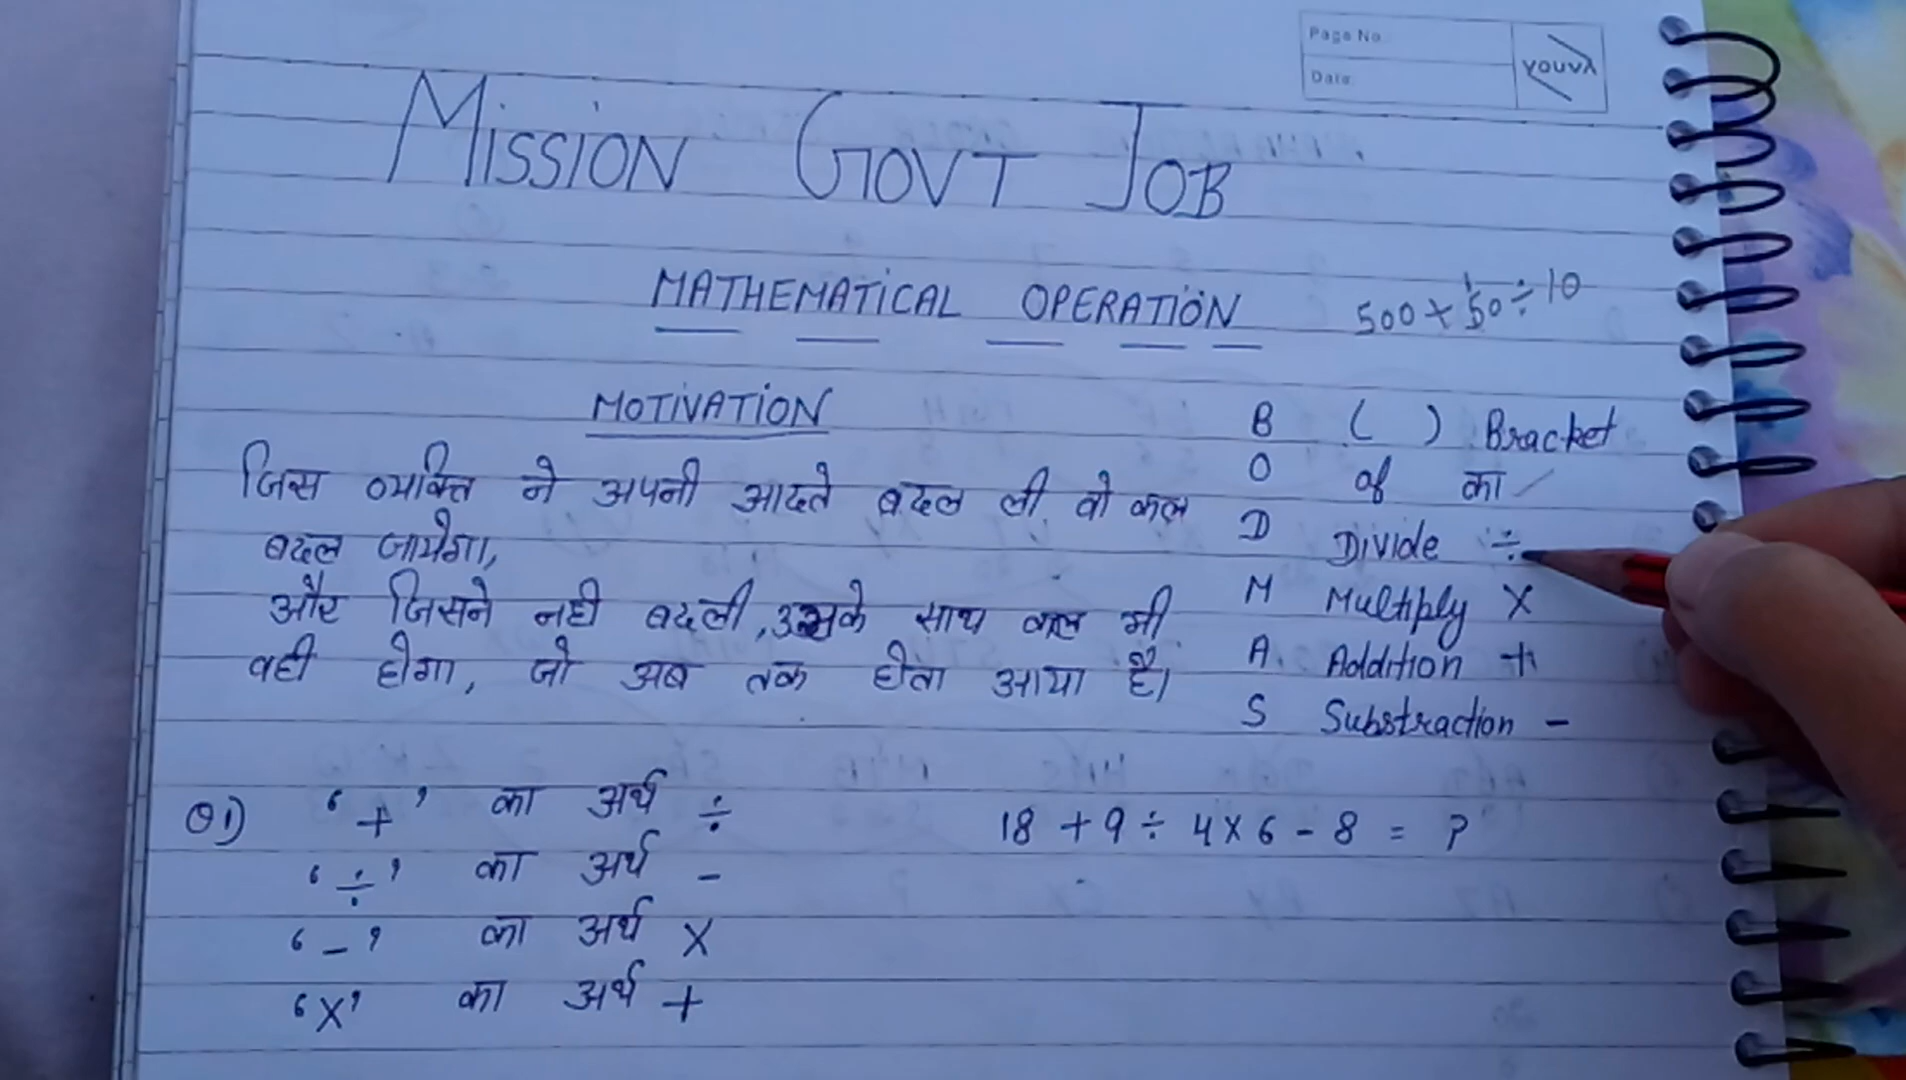 Page No.
Date:
youva
MISSION GOVT JOB
MATHEMATICAL OPERATION
500 + 50 ÷ 10
MOTIVATION
जिस व्यक्ति ने अपनी आदते बदल ली वो कल
बदल जायेगा,
और जिसने नही बदली, उसके साथ कल भी
वही होगा, जो अब तक होता आया है।
B ( ) Bracket
O of का
D Divide ÷
M Multiply ×
A. Addition +
S Substraction -
Q1) '+' का अर्थ ÷
'÷' का अर्थ -
'-' का अर्थ ×
'×' का अर्थ +
18 + 9 ÷ 4 × 6 - 8 = ?